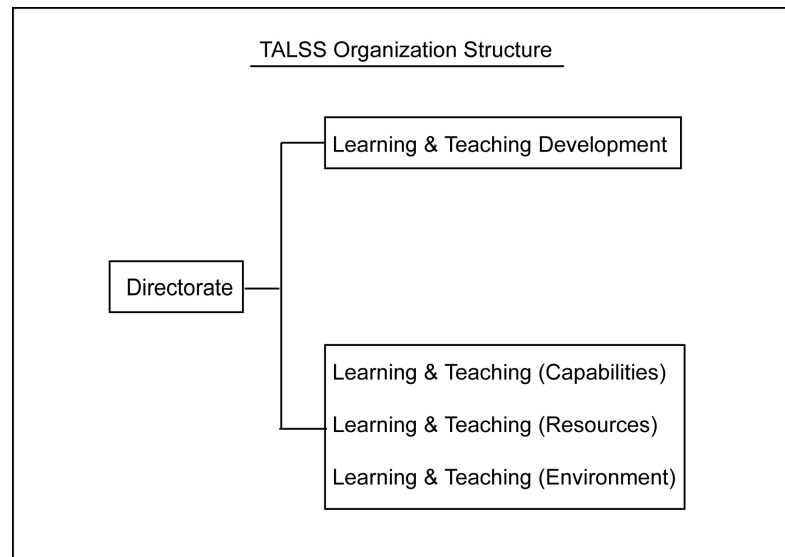 TALSS Organization Structure
Learning & Teaching Development
Directorate
Learning & Teaching (Capabilities)
Learning & Teaching (Resources)
Learning & Teaching (Environment)